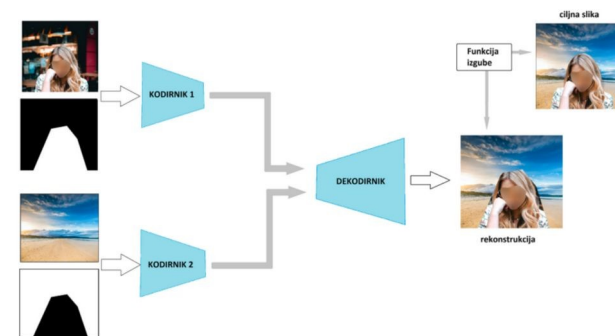 ciljna slika
Funkcija
izgube
KODIRNIK 1
DEKODIRNIK
rekonstrukcija
KODIRNIK 2